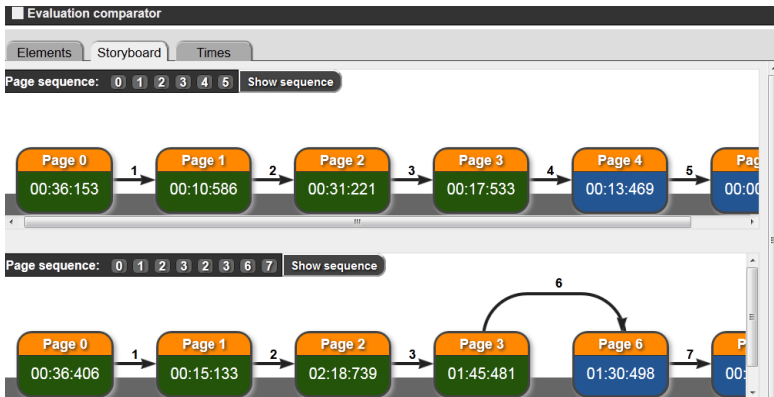 Evaluation comparator
Elements Storyboard Times
Page sequence: 0 1 2 3 4 5 Show sequence
1 2 3 4 5
Page 0 Page 1 Page 2 Page 3 Page 4
00:36:153 00:10:586 00:31:221 00:17:533 00:13:469
Page sequence: 0 1 2 3 2 3 6 7 Show sequence
6
1 2 3 7
Page 0 Page 1 Page 2 Page 3 Page 6
00:36:406 00:15:133 02:18:739 01:45:481 01:30:498